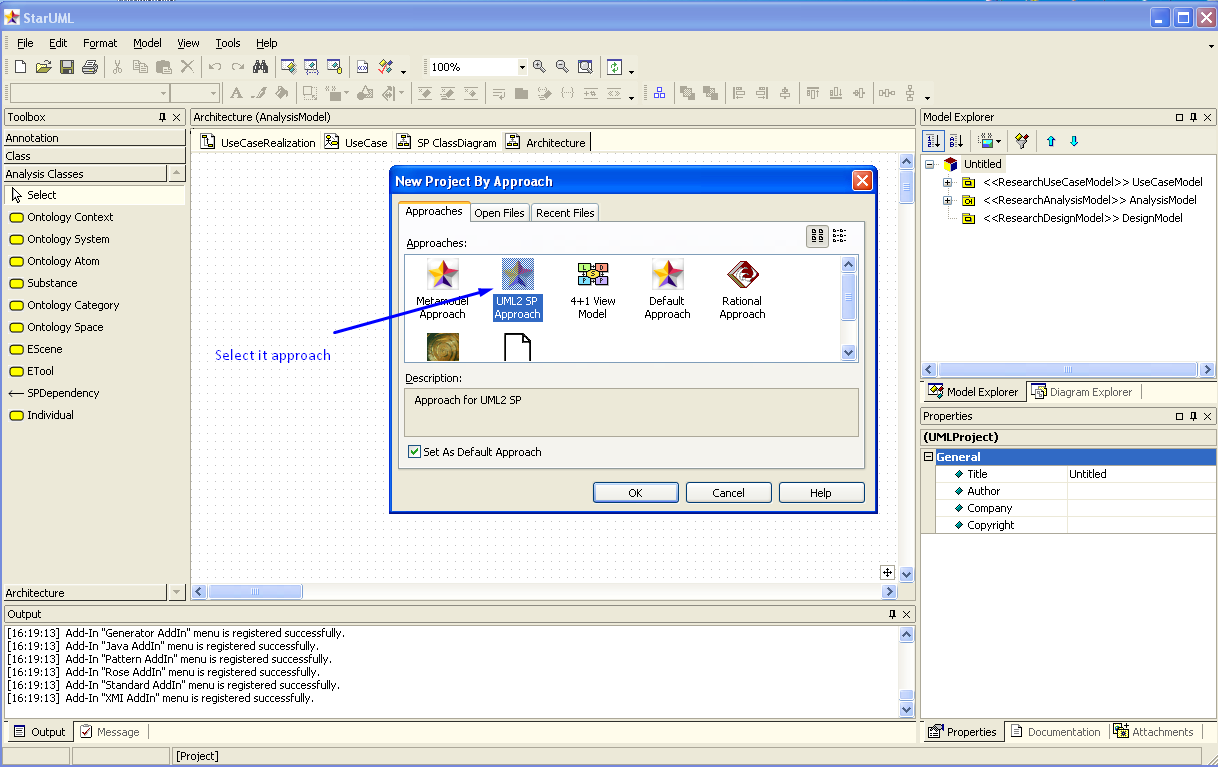 StarUML
File Edit Format Model View Tools Help
100%
Toolbox
Annotation
Class
Analysis Classes
Select
Ontology Context
Ontology System
Ontology Atom
Substance
Ontology Category
Ontology Space
EScene
ETool
SPDependency
Individual
Architecture
Architecture (AnalysisModel)
UseCaseRealization UseCase SP ClassDiagram Architecture
New Project By Approach
Approaches Open Files Recent Files
Approaches:
Metamodel Approach
UML2 SP Approach
4+1 View Model
Default Approach
Rational Approach
Select it approach
Description:
Approach for UML2 SP
Set As Default Approach
OK Cancel Help
Model Explorer
Untitled
<<ResearchUseCaseModel>> UseCaseModel
<<ResearchAnalysisModel>> AnalysisModel
<<ResearchDesignModel>> DesignModel
Model Explorer Diagram Explorer
Properties
(UMLProject)
General
Title Untitled
Author
Company
Copyright
Properties Documentation Attachments
Output
[16:19:13] Add-In "Generator AddIn" menu is registered successfully.
[16:19:13] Add-In "Java AddIn" menu is registered successfully.
[16:19:13] Add-In "Pattern AddIn" menu is registered successfully.
[16:19:13] Add-In "Rose AddIn" menu is registered successfully.
[16:19:13] Add-In "Standard AddIn" menu is registered successfully.
[16:19:13] Add-In "XMI AddIn" menu is registered successfully.
Output Message
[Project]